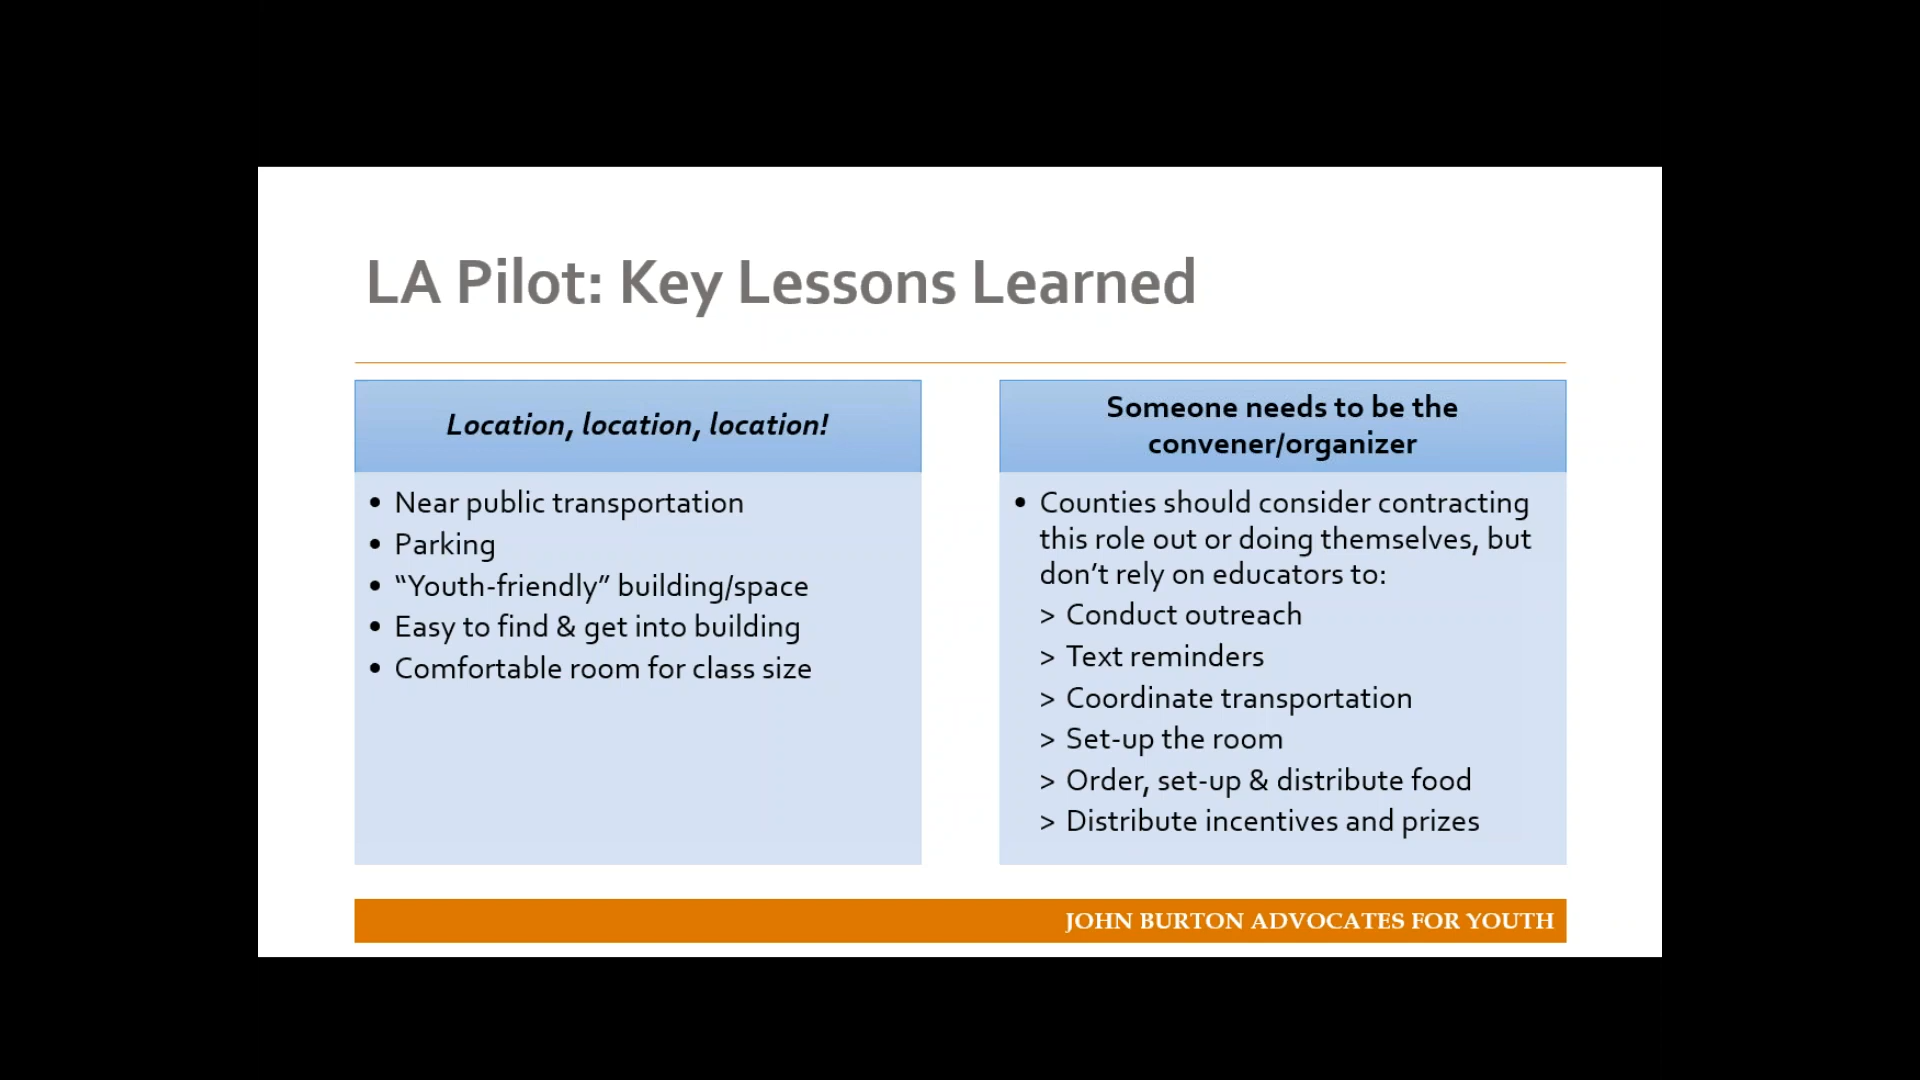 LA Pilot: Key Lessons Learned
Location, location, location!
• Near public transportation
• Parking
• “Youth-friendly” building/space
• Easy to find & get into building
• Comfortable room for class size
Someone needs to be the
convener/organizer
• Counties should consider contracting
this role out or doing themselves, but
don’t rely on educators to:
> Conduct outreach
> Text reminders
> Coordinate transportation
> Set-up the room
> Order, set-up & distribute food
> Distribute incentives and prizes
JOHN BURTON ADVOCATES FOR YOUTH